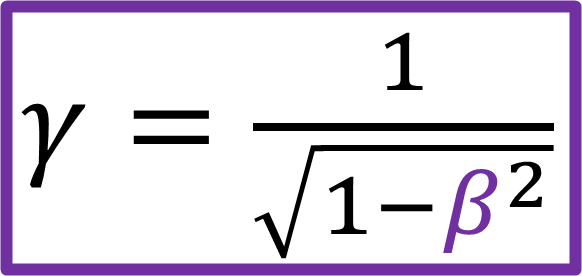 γ = 1 / √(1−β²)